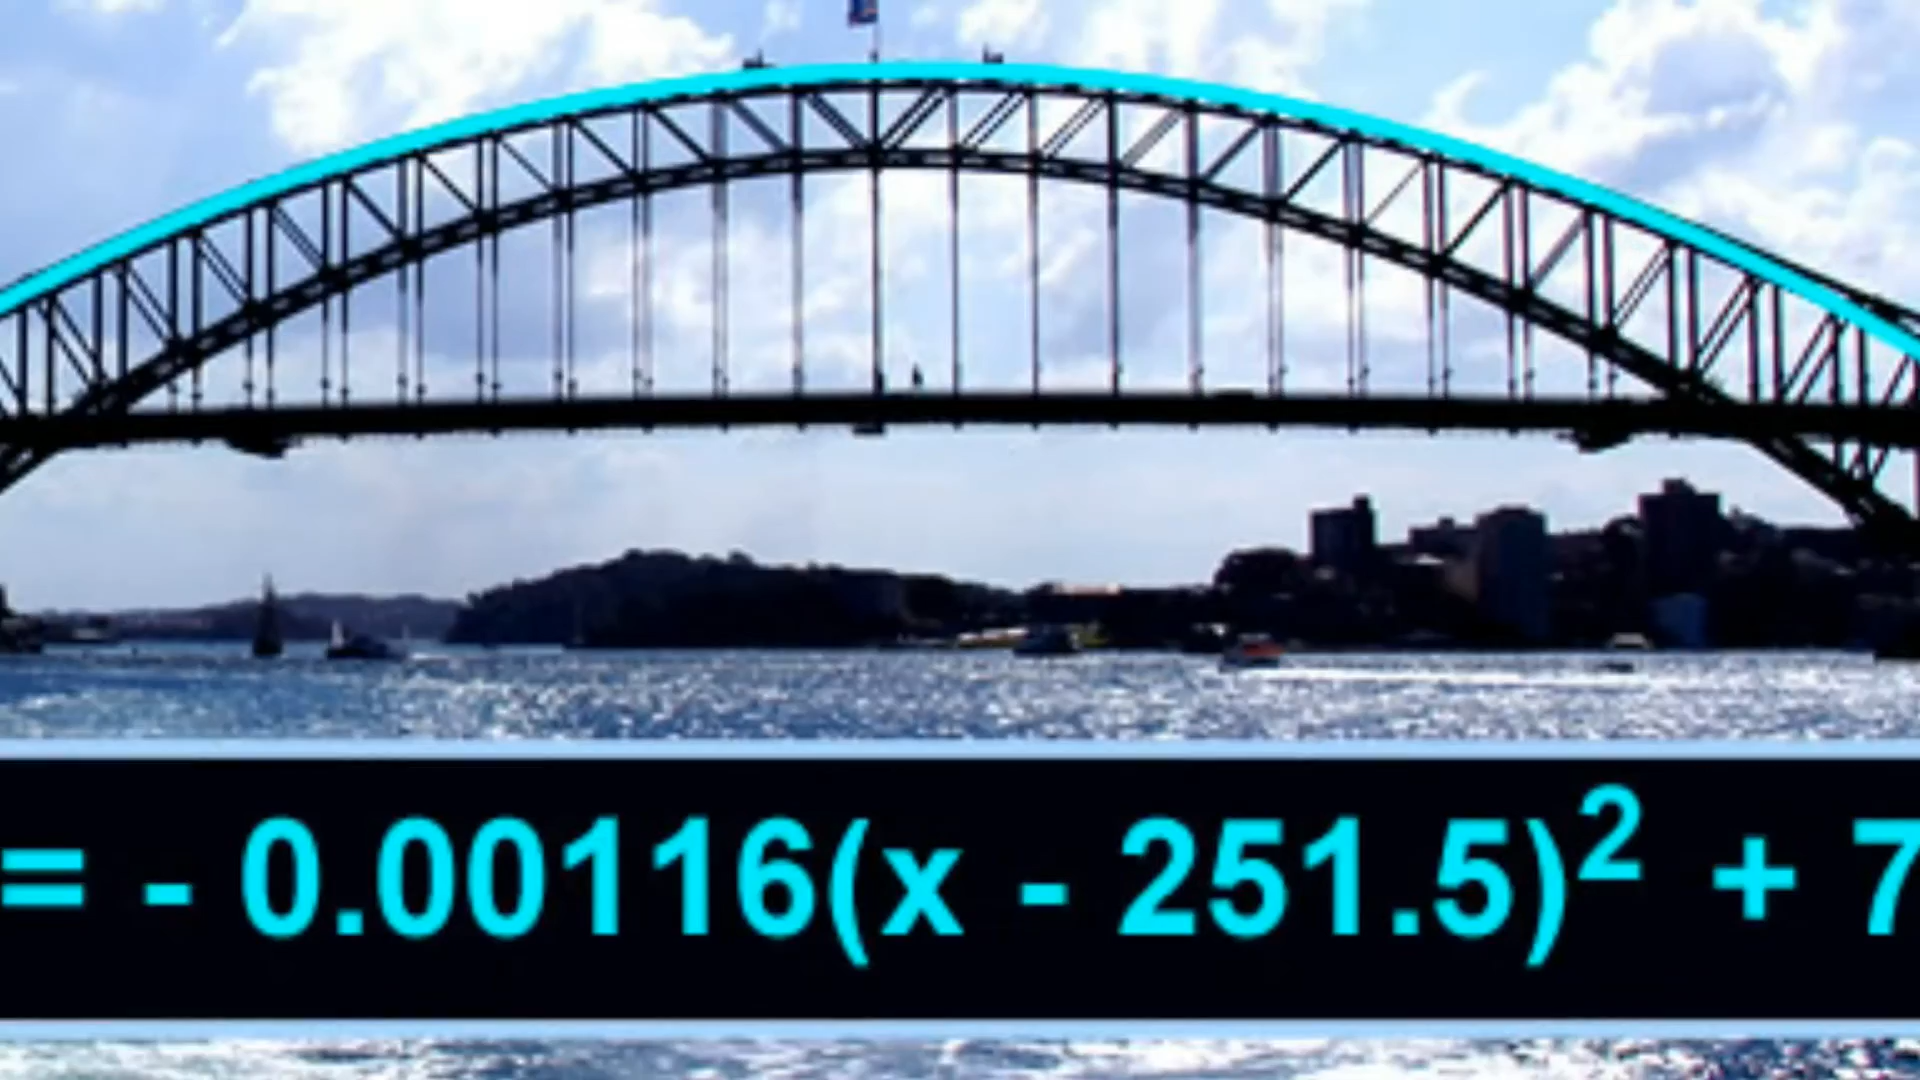 = - 0.00116(x - 251.5)² + 7